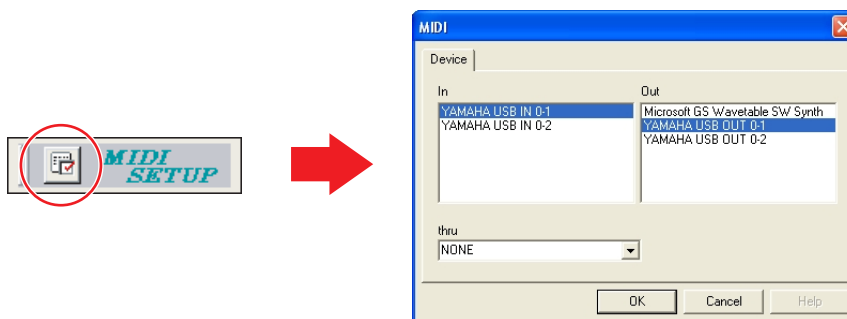 MIDI
SETUP
MIDI
Device
In
YAMAHA USB IN 0-1
YAMAHA USB IN 0-2
Out
Microsoft GS Wavetable SW Synth
YAMAHA USB OUT 0-1
YAMAHA USB OUT 0-2
thru
NONE
OK
Cancel
Help